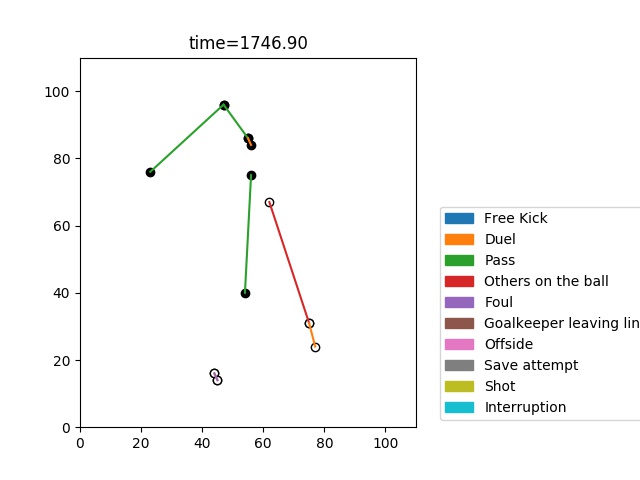 time=1746.90
100
80
60
40
20
0
0 20 40 60 80 100
Free Kick
Duel
Pass
Others on the ball
Foul
Goalkeeper leaving lin
Offside
Save attempt
Shot
Interruption